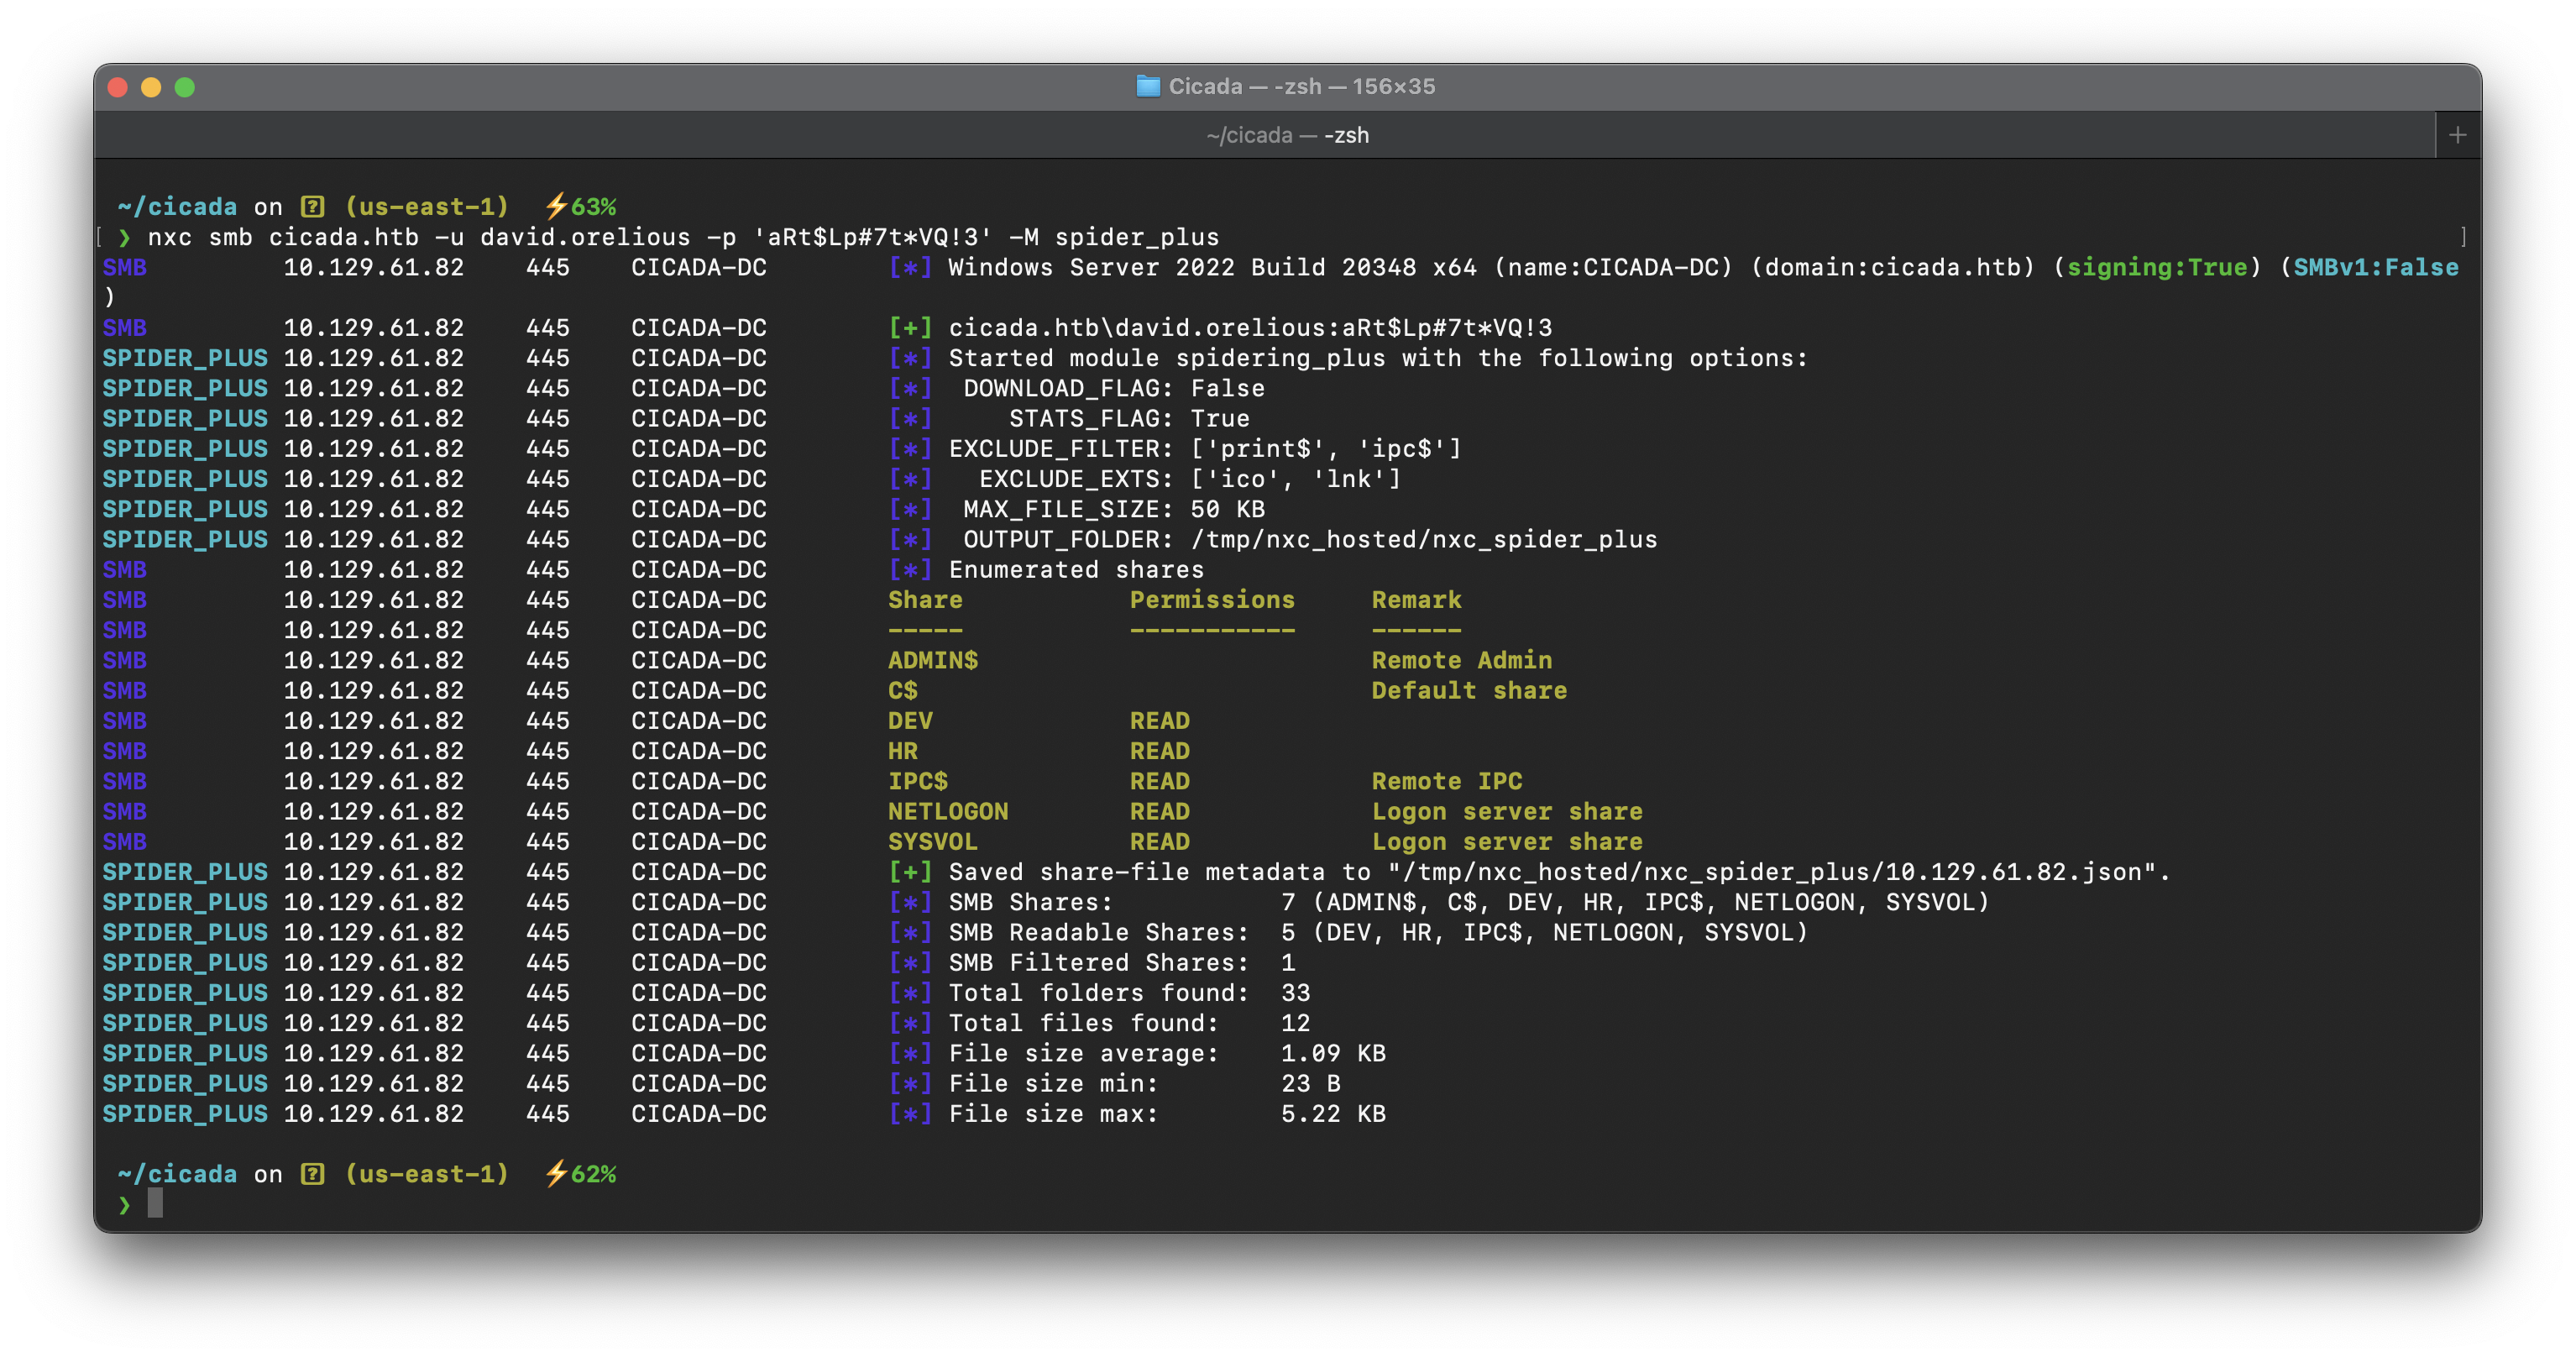 Cicada — -zsh — 156×35
~/cicada — -zsh
~/cicada on ? (us-east-1) ⚡63%
[ ❯ nxc smb cicada.htb -u david.orelious -p 'aRt$Lp#7t*VQ!3' -M spider_plus ]
SMB 10.129.61.82 445 CICADA-DC [*] Windows Server 2022 Build 20348 x64 (name:CICADA-DC) (domain:cicada.htb) (signing:True) (SMBv1:False
)
SMB 10.129.61.82 445 CICADA-DC [+] cicada.htb\david.orelious:aRt$Lp#7t*VQ!3
SPIDER_PLUS 10.129.61.82 445 CICADA-DC [*] Started module spidering_plus with the following options:
SPIDER_PLUS 10.129.61.82 445 CICADA-DC [*] DOWNLOAD_FLAG: False
SPIDER_PLUS 10.129.61.82 445 CICADA-DC [*] STATS_FLAG: True
SPIDER_PLUS 10.129.61.82 445 CICADA-DC [*] EXCLUDE_FILTER: ['print$', 'ipc$']
SPIDER_PLUS 10.129.61.82 445 CICADA-DC [*] EXCLUDE_EXTS: ['ico', 'lnk']
SPIDER_PLUS 10.129.61.82 445 CICADA-DC [*] MAX_FILE_SIZE: 50 KB
SPIDER_PLUS 10.129.61.82 445 CICADA-DC [*] OUTPUT_FOLDER: /tmp/nxc_hosted/nxc_spider_plus
SMB 10.129.61.82 445 CICADA-DC [*] Enumerated shares
SMB 10.129.61.82 445 CICADA-DC Share Permissions Remark
SMB 10.129.61.82 445 CICADA-DC ----- ----------- ------
SMB 10.129.61.82 445 CICADA-DC ADMIN$ Remote Admin
SMB 10.129.61.82 445 CICADA-DC C$ Default share
SMB 10.129.61.82 445 CICADA-DC DEV READ
SMB 10.129.61.82 445 CICADA-DC HR READ
SMB 10.129.61.82 445 CICADA-DC IPC$ READ Remote IPC
SMB 10.129.61.82 445 CICADA-DC NETLOGON READ Logon server share
SMB 10.129.61.82 445 CICADA-DC SYSVOL READ Logon server share
SPIDER_PLUS 10.129.61.82 445 CICADA-DC [+] Saved share-file metadata to "/tmp/nxc_hosted/nxc_spider_plus/10.129.61.82.json".
SPIDER_PLUS 10.129.61.82 445 CICADA-DC [*] SMB Shares: 7 (ADMIN$, C$, DEV, HR, IPC$, NETLOGON, SYSVOL)
SPIDER_PLUS 10.129.61.82 445 CICADA-DC [*] SMB Readable Shares: 5 (DEV, HR, IPC$, NETLOGON, SYSVOL)
SPIDER_PLUS 10.129.61.82 445 CICADA-DC [*] SMB Filtered Shares: 1
SPIDER_PLUS 10.129.61.82 445 CICADA-DC [*] Total folders found: 33
SPIDER_PLUS 10.129.61.82 445 CICADA-DC [*] Total files found: 12
SPIDER_PLUS 10.129.61.82 445 CICADA-DC [*] File size average: 1.09 KB
SPIDER_PLUS 10.129.61.82 445 CICADA-DC [*] File size min: 23 B
SPIDER_PLUS 10.129.61.82 445 CICADA-DC [*] File size max: 5.22 KB
~/cicada on ? (us-east-1) ⚡62%
❯